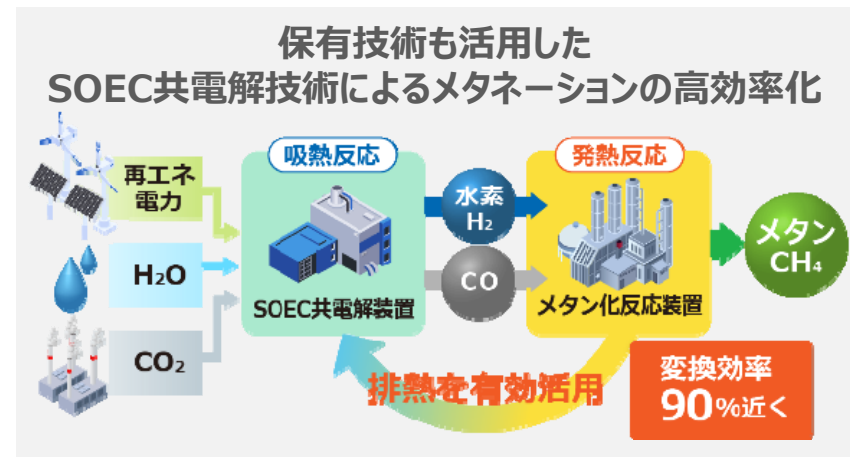 保有技術も活用した
SOEC共電解技術によるメタネーションの高効率化
再エネ
電力
H₂O
CO₂
吸熱反応
SOEC共電解装置
水素
H₂
CO
発熱反応
メタン化反応装置
メタン
CH₄
排熱を有効活用
変換効率
90%近く